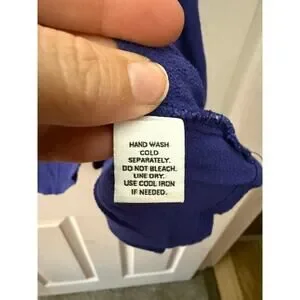 HAND WASH
COLD
SEPARATELY.
DO NOT BLEACH.
LINE DRY.
USE COOL IRON
IF NEEDED.